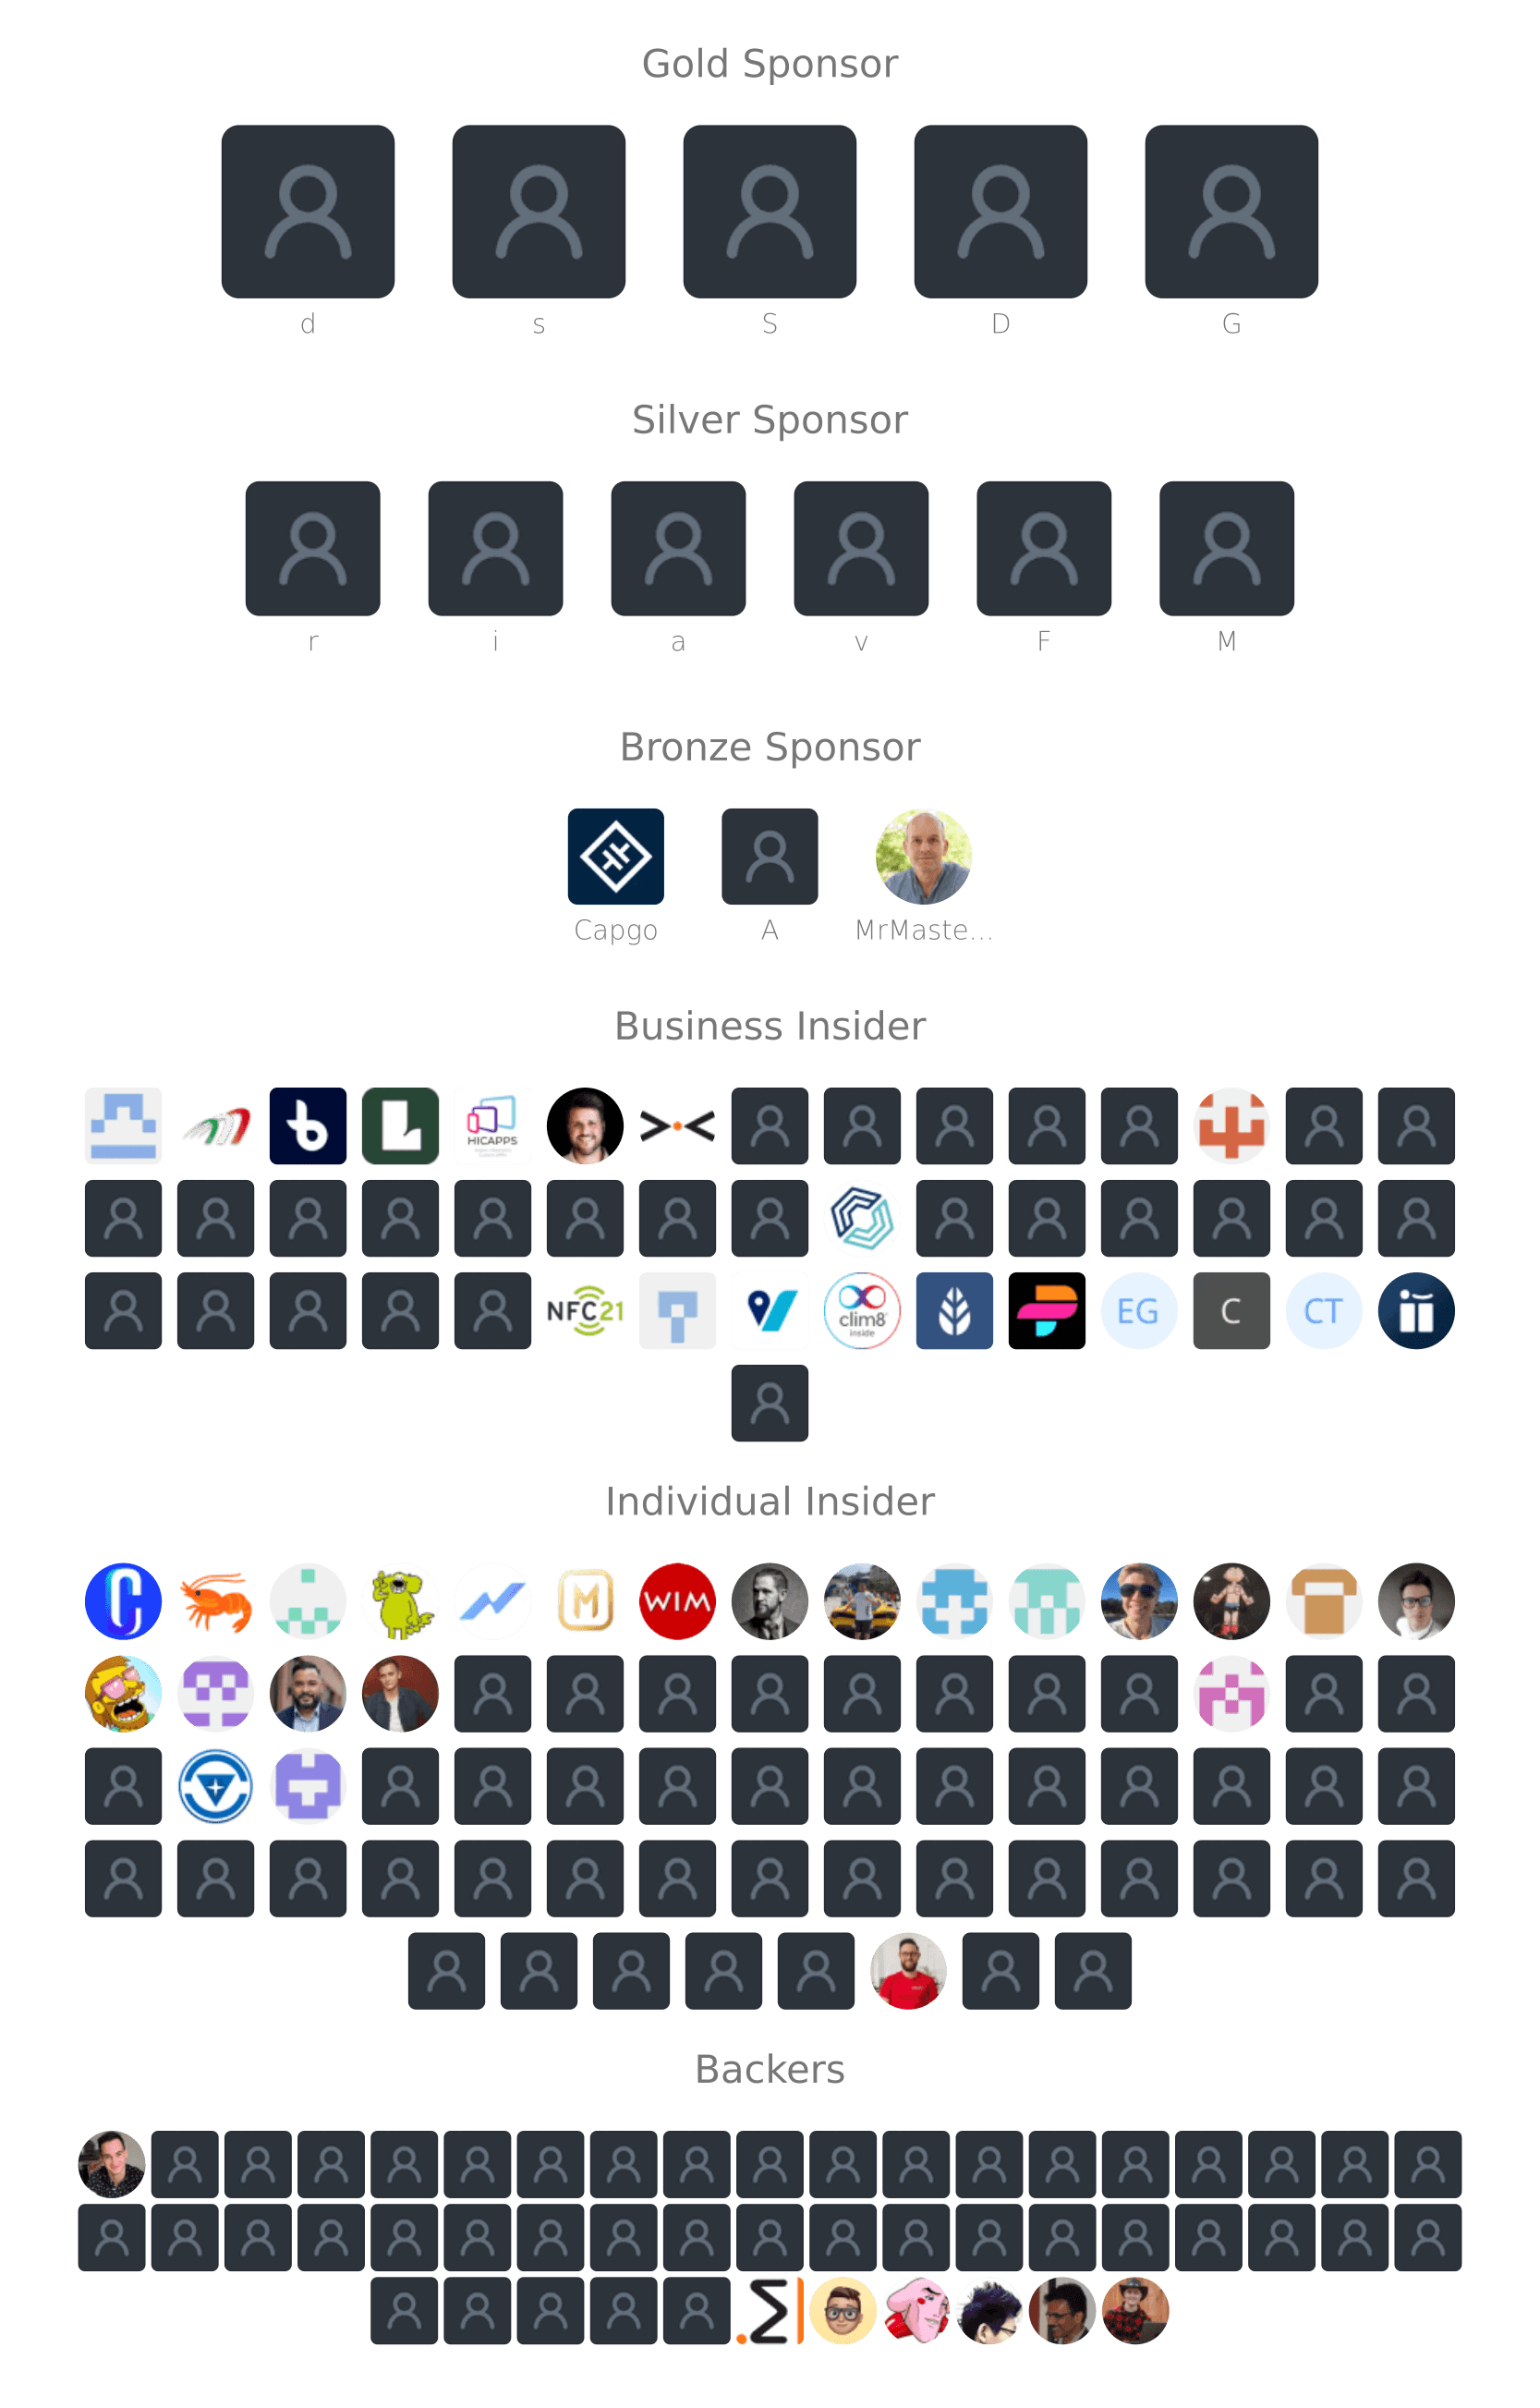 Gold Sponsor
d s S D G
Silver Sponsor
r i a v F M
Bronze Sponsor
Capgo A MrMaste...
Business Insider
HICAPPS
NFC21 clim8 inside EG C CT
Individual Insider
C M WIM
Backers